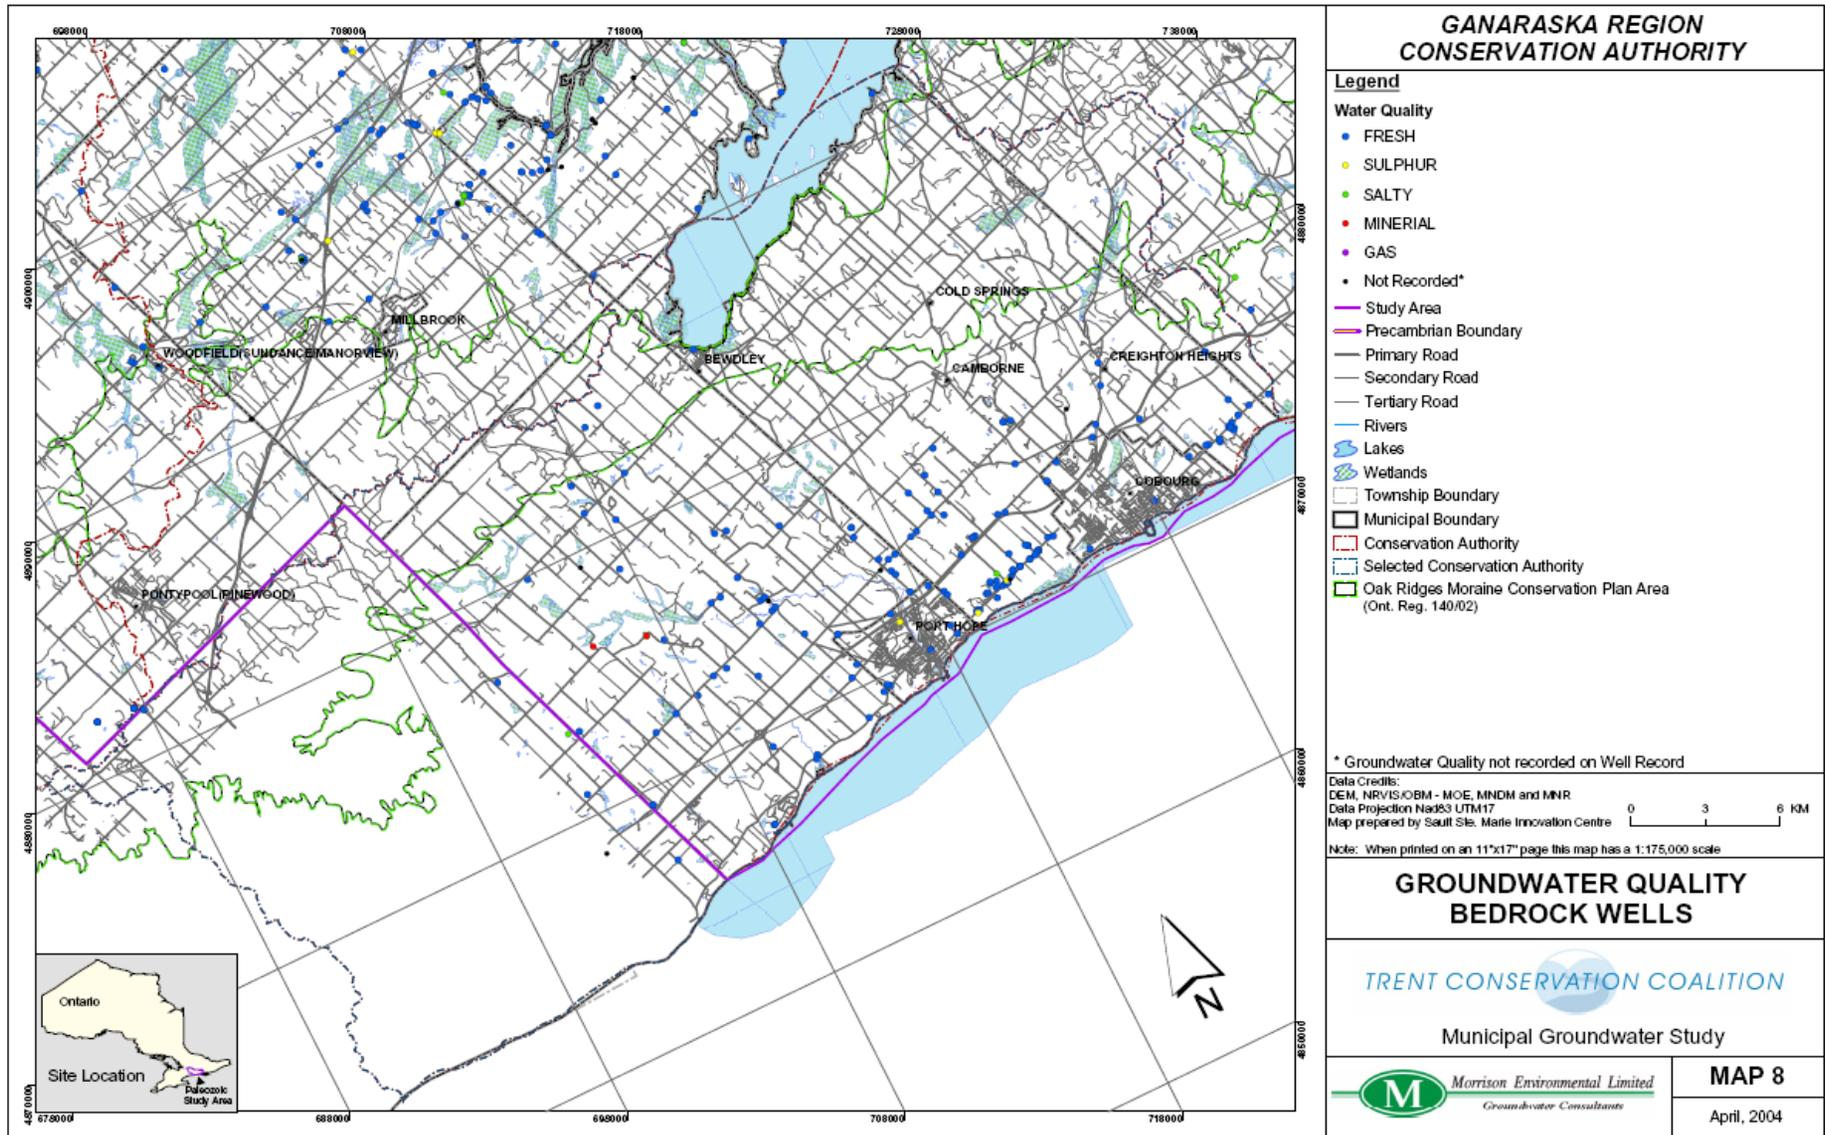 698000
708000
718000
728000
738000
4900000
4890000
4880000
4870000
4880000
4870000
4860000
4850000
678000
688000
698000
708000
718000
COLD SPRINGS
MILLBROOK
WOODFIELD(SUNDANCE/MANORVIEW)
BEWDLEY
CREIGHTON HEIGHTS
CAMBORNE
COBOURG
PONTYPOOL(PINEWOOD)
PORT HOPE
N
Ontario
Site Location
Paleozoic
Study Area
GANARASKA REGION
CONSERVATION AUTHORITY
Legend
Water Quality
FRESH
SULPHUR
SALTY
MINERIAL
GAS
Not Recorded*
Study Area
Precambrian Boundary
Primary Road
Secondary Road
Tertiary Road
Rivers
Lakes
Wetlands
Township Boundary
Municipal Boundary
Conservation Authority
Selected Conservation Authority
Oak Ridges Moraine Conservation Plan Area
(Ont. Reg. 140/02)
* Groundwater Quality not recorded on Well Record
Data Credits:
DEM, NRVIS/OBM - MOE, MNDM and MNR
Data Projection Nad83 UTM17
Map prepared by Sault Ste. Marie Innovation Centre
0 3 6 KM
Note: When printed on an 11"x17" page this map has a 1:175,000 scale
GROUNDWATER QUALITY
BEDROCK WELLS
TRENT CONSERVATION COALITION
Municipal Groundwater Study
M
Morrison Environmental Limited
Groundwater Consultants
MAP 8
April, 2004